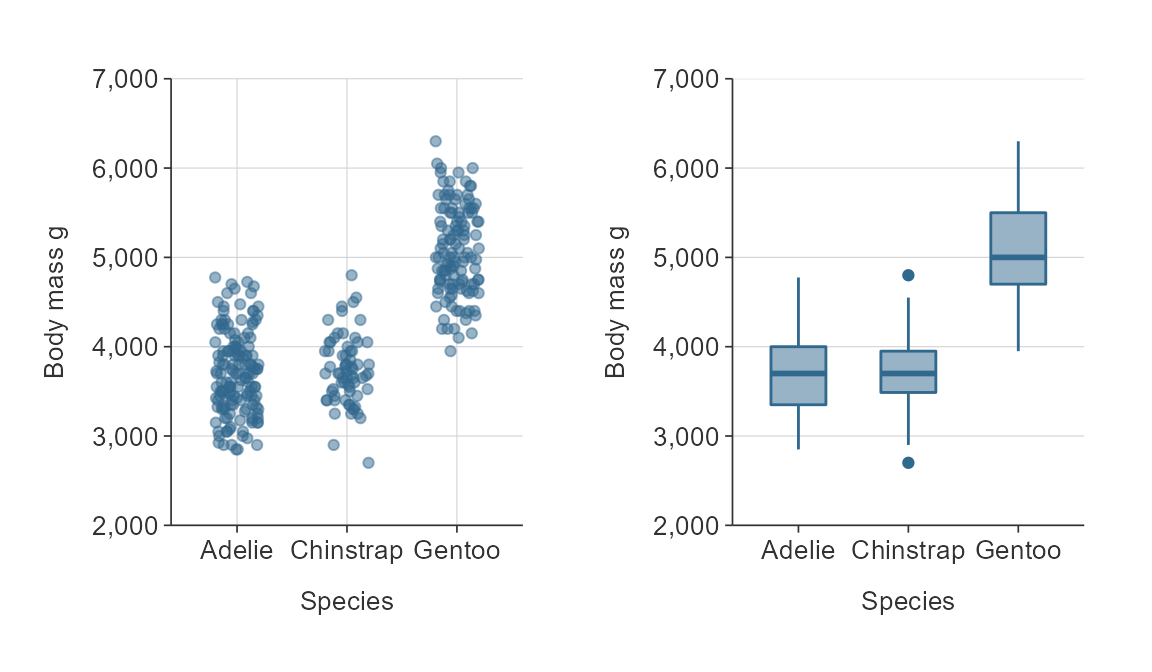 7,000
6,000
5,000
4,000
3,000
2,000
Body mass g
Adelie Chinstrap Gentoo
Species
7,000
6,000
5,000
4,000
3,000
2,000
Body mass g
Adelie Chinstrap Gentoo
Species